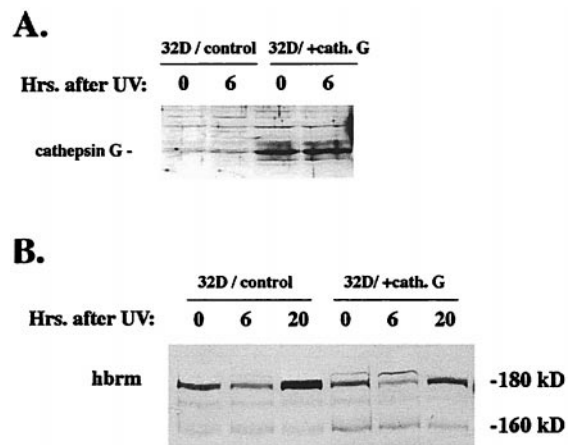 A.
32D / control 32D/ +cath. G
Hrs. after UV: 0 6 0 6
cathepsin G -
B.
32D / control 32D/ +cath. G
Hrs. after UV: 0 6 20 0 6 20
hbrm -180 kD
-160 kD